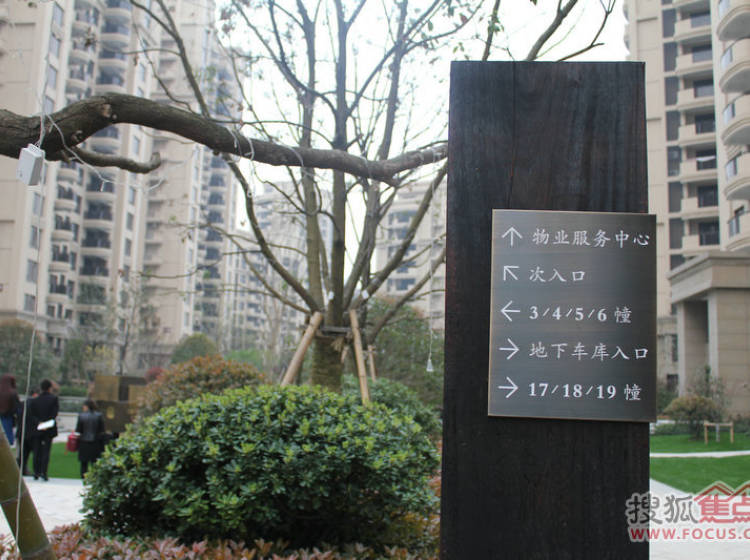 ↑ 物业服务中心
↖ 次入口
← 3/4/5/6 幢
→ 地下车库入口
→ 17/18/19 幢
搜狐焦点
WWW.FOCUS.C